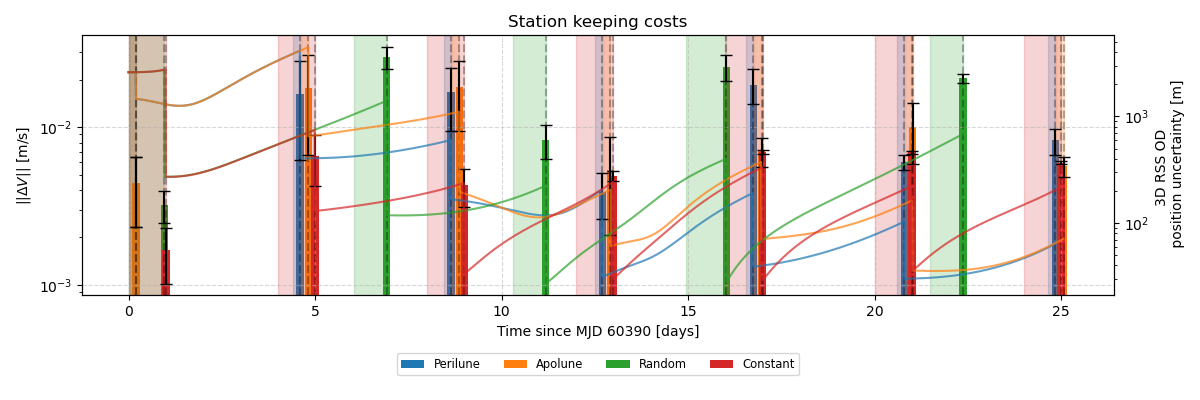 Station keeping costs
||ΔV|| [m/s]
10⁻²
10⁻³
10³
10²
3D RSS OD
position uncertainty [m]
0 5 10 15 20 25
Time since MJD 60390 [days]
Perilune Apolune Random Constant